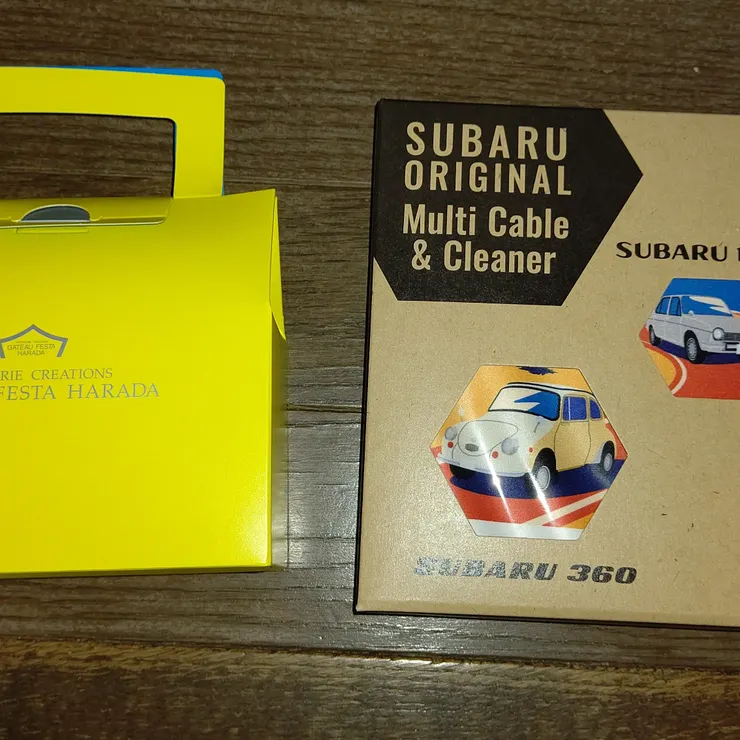 GATEAU FESTA
HARADA
RIE CREATIONS
FESTA HARADA
SUBARU
ORIGINAL
Multi Cable
& Cleaner
SUBARU
SUBARU 360